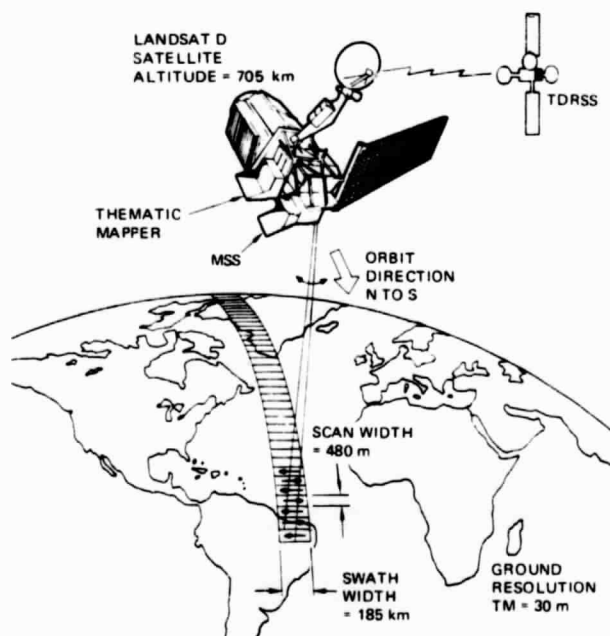 LANDSAT D
SATELLITE
ALTITUDE = 705 km
TDRSS
THEMATIC
MAPPER
MSS
ORBIT
DIRECTION
N TO S
SCAN WIDTH
= 480 m
SWATH
WIDTH
= 185 km
GROUND
RESOLUTION
TM = 30 m